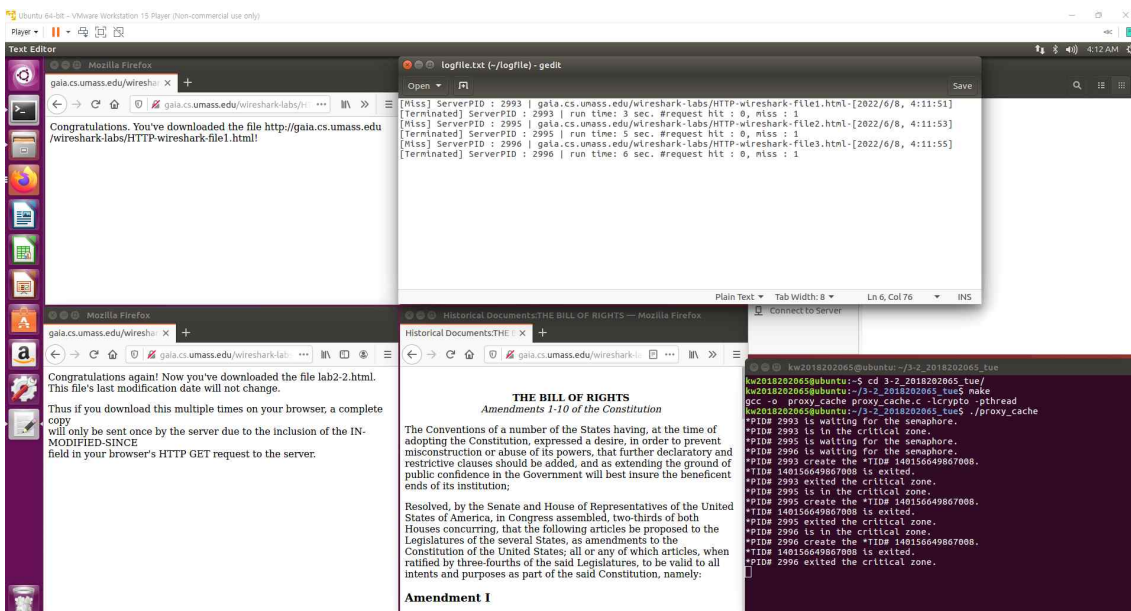 Ubuntu 64-bit - VMware Workstation 15 Player (Non-commercial use only)
Player
Text Editor
4:12 AM
Mozilla Firefox
gaia.cs.umass.edu/wireshar
gaia.cs.umass.edu/wireshark-labs/H
Congratulations. You've downloaded the file http://gaia.cs.umass.edu
/wireshark-labs/HTTP-wireshark-file1.html!
logfile.txt (~/logfile) - gedit
Open
Save
[Miss] ServerPID : 2993 | gaia.cs.umass.edu/wireshark-labs/HTTP-wireshark-file1.html-[2022/6/8, 4:11:51]
[Terminated] ServerPID : 2993 | run time: 3 sec. #request hit : 0, miss : 1
[Miss] ServerPID : 2995 | gaia.cs.umass.edu/wireshark-labs/HTTP-wireshark-file2.html-[2022/6/8, 4:11:53]
[Terminated] ServerPID : 2995 | run time: 5 sec. #request hit : 0, miss : 1
[Miss] ServerPID : 2996 | gaia.cs.umass.edu/wireshark-labs/HTTP-wireshark-file3.html-[2022/6/8, 4:11:55]
[Terminated] ServerPID : 2996 | run time: 6 sec. #request hit : 0, miss : 1
Plain Text
Tab Width: 8
Ln 6, Col 76
INS
Connect to Server
Mozilla Firefox
gaia.cs.umass.edu/wireshar
gaia.cs.umass.edu/wireshark-lab
Congratulations again! Now you've downloaded the file lab2-2.html.
This file's last modification date will not change.
Thus if you download this multiple times on your browser, a complete
copy
will only be sent once by the server due to the inclusion of the IN-
MODIFIED-SINCE
field in your browser's HTTP GET request to the server.
Historical Documents:THE BILL OF RIGHTS — Mozilla Firefox
Historical Documents:THE
gaia.cs.umass.edu/wireshark-l
THE BILL OF RIGHTS
Amendments 1-10 of the Constitution
The Conventions of a number of the States having, at the time of
adopting the Constitution, expressed a desire, in order to prevent
misconstruction or abuse of its powers, that further declaratory and
restrictive clauses should be added, and as extending the ground of
public confidence in the Government will best insure the beneficent
ends of its institution;
Resolved, by the Senate and House of Representatives of the United
States of America, in Congress assembled, two-thirds of both
Houses concurring, that the following articles be proposed to the
Legislatures of the several States, as amendments to the
Constitution of the United States; all or any of which articles, when
ratified by three-fourths of the said Legislatures, to be valid to all
intents and purposes as part of the said Constitution, namely:
Amendment I
kw2018202065@ubuntu: ~/3-2_2018202065_tue
kw2018202065@ubuntu:~$ cd 3-2_2018202065_tue/
kw2018202065@ubuntu:~/3-2_2018202065_tue$ make
gcc -o proxy_cache proxy_cache.c -lcrypto -pthread
kw2018202065@ubuntu:~/3-2_2018202065_tue$ ./proxy_cache
*PID# 2993 is waiting for the semaphore.
*PID# 2993 is in the critical zone.
*PID# 2995 is waiting for the semaphore.
*PID# 2996 is waiting for the semaphore.
*PID# 2993 create the *TID# 140156649867008.
*TID# 140156649867008 is exited.
*PID# 2993 exited the critical zone.
*PID# 2995 is in the critical zone.
*PID# 2995 create the *TID# 140156649867008.
*TID# 140156649867008 is exited.
*PID# 2995 exited the critical zone.
*PID# 2996 is in the critical zone.
*PID# 2996 create the *TID# 140156649867008.
*TID# 140156649867008 is exited.
*PID# 2996 exited the critical zone.